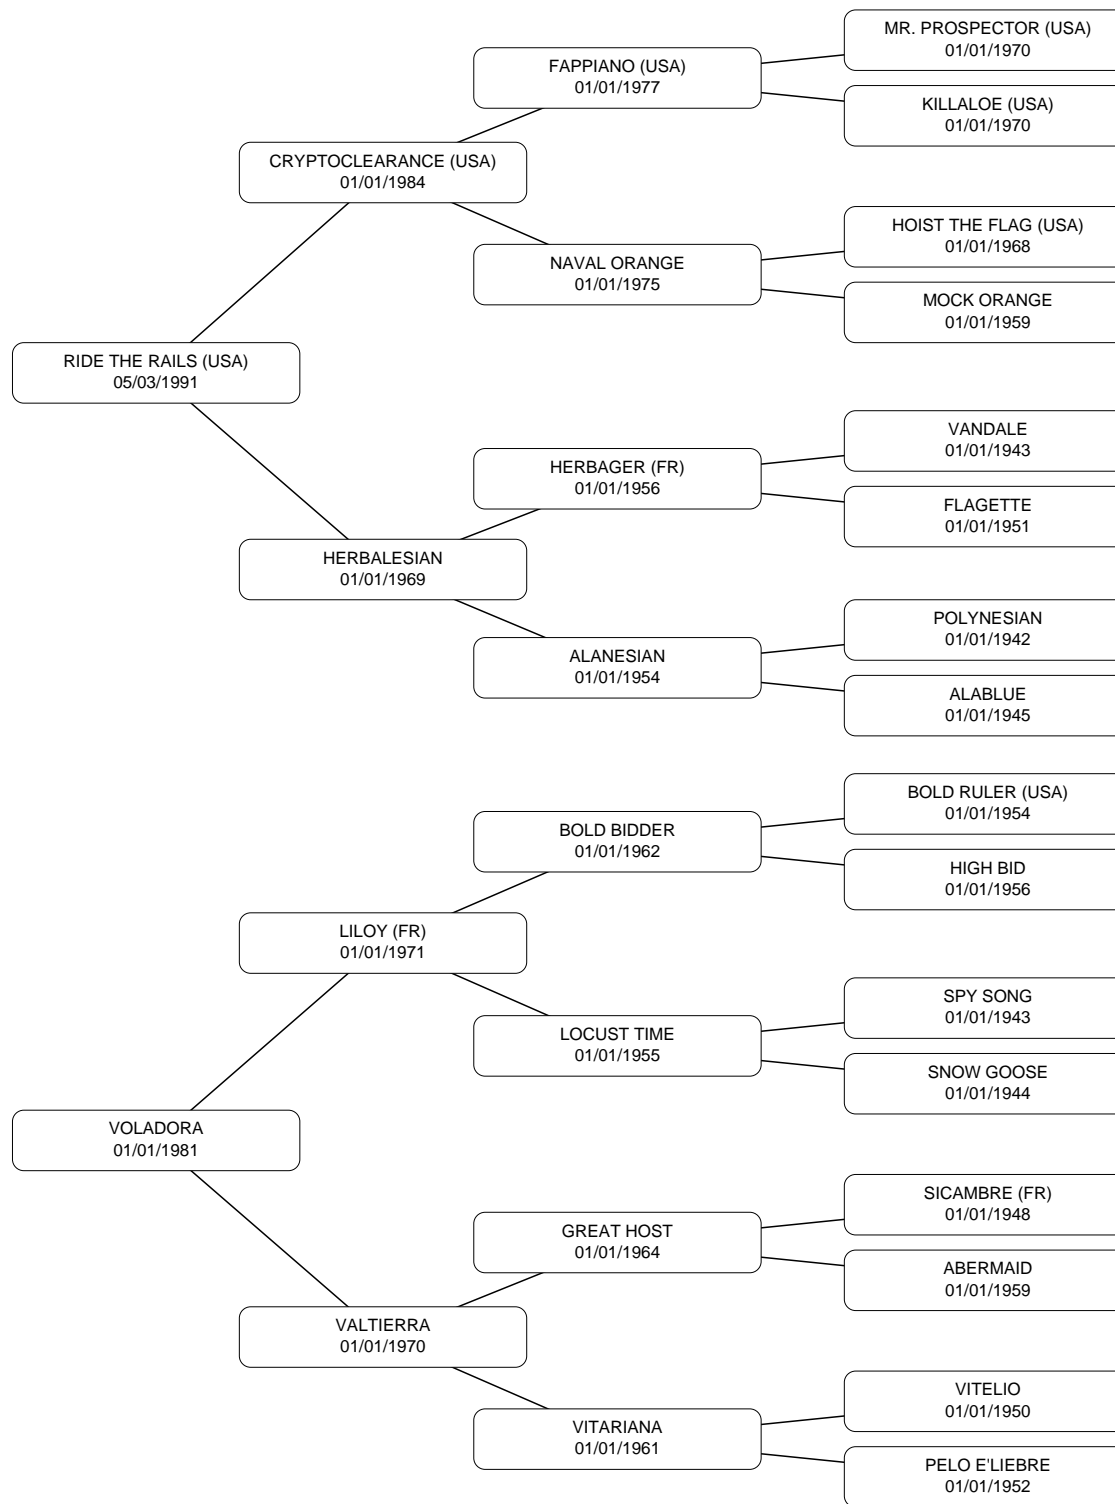 MR. PROSPECTOR (USA)
01/01/1970
FAPPIANO (USA)
01/01/1977
KILLALOE (USA)
01/01/1970
CRYPTOCLEARANCE (USA)
01/01/1984
HOIST THE FLAG (USA)
01/01/1968
NAVAL ORANGE
01/01/1975
MOCK ORANGE
01/01/1959
RIDE THE RAILS (USA)
05/03/1991
VANDALE
01/01/1943
HERBAGER (FR)
01/01/1956
FLAGETTE
01/01/1951
HERBALESIAN
01/01/1969
POLYNESIAN
01/01/1942
ALANESIAN
01/01/1954
ALABLUE
01/01/1945
BOLD RULER (USA)
01/01/1954
BOLD BIDDER
01/01/1962
HIGH BID
01/01/1956
LILOY (FR)
01/01/1971
SPY SONG
01/01/1943
LOCUST TIME
01/01/1955
SNOW GOOSE
01/01/1944
VOLADORA
01/01/1981
SICAMBRE (FR)
01/01/1948
GREAT HOST
01/01/1964
ABERMAID
01/01/1959
VALTIERRA
01/01/1970
VITELIO
01/01/1950
VITARIANA
01/01/1961
PELO E'LIEBRE
01/01/1952